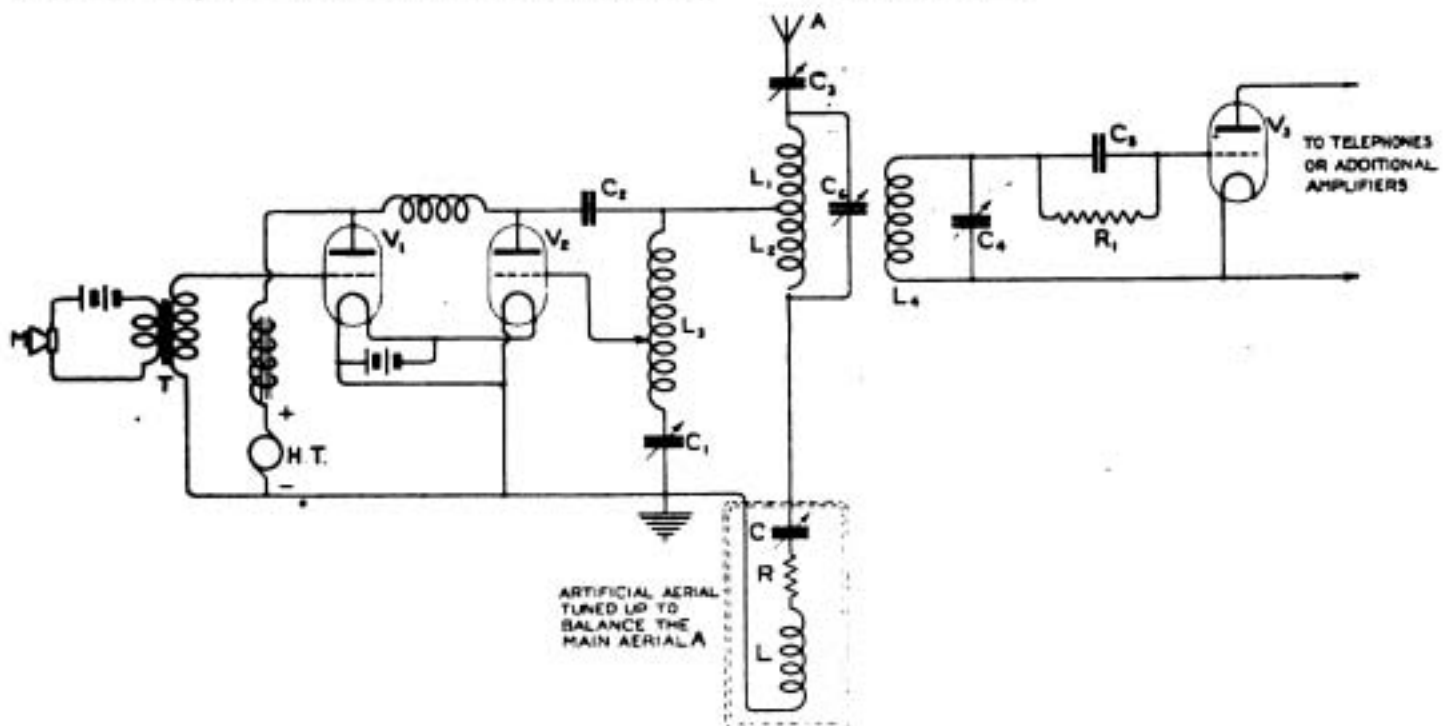 A
C₃
L₁
C₆
L₂
C₅
V₃
TO TELEPHONES
OR ADDITIONAL
AMPLIFIERS
C₄
R₁
L₄
C₂
V₁
V₂
L₃
M
T
+
H.T.
–
C₁
C
R
L
ARTIFICIAL AERIAL
TUNED UP TO
BALANCE THE
MAIN AERIAL A